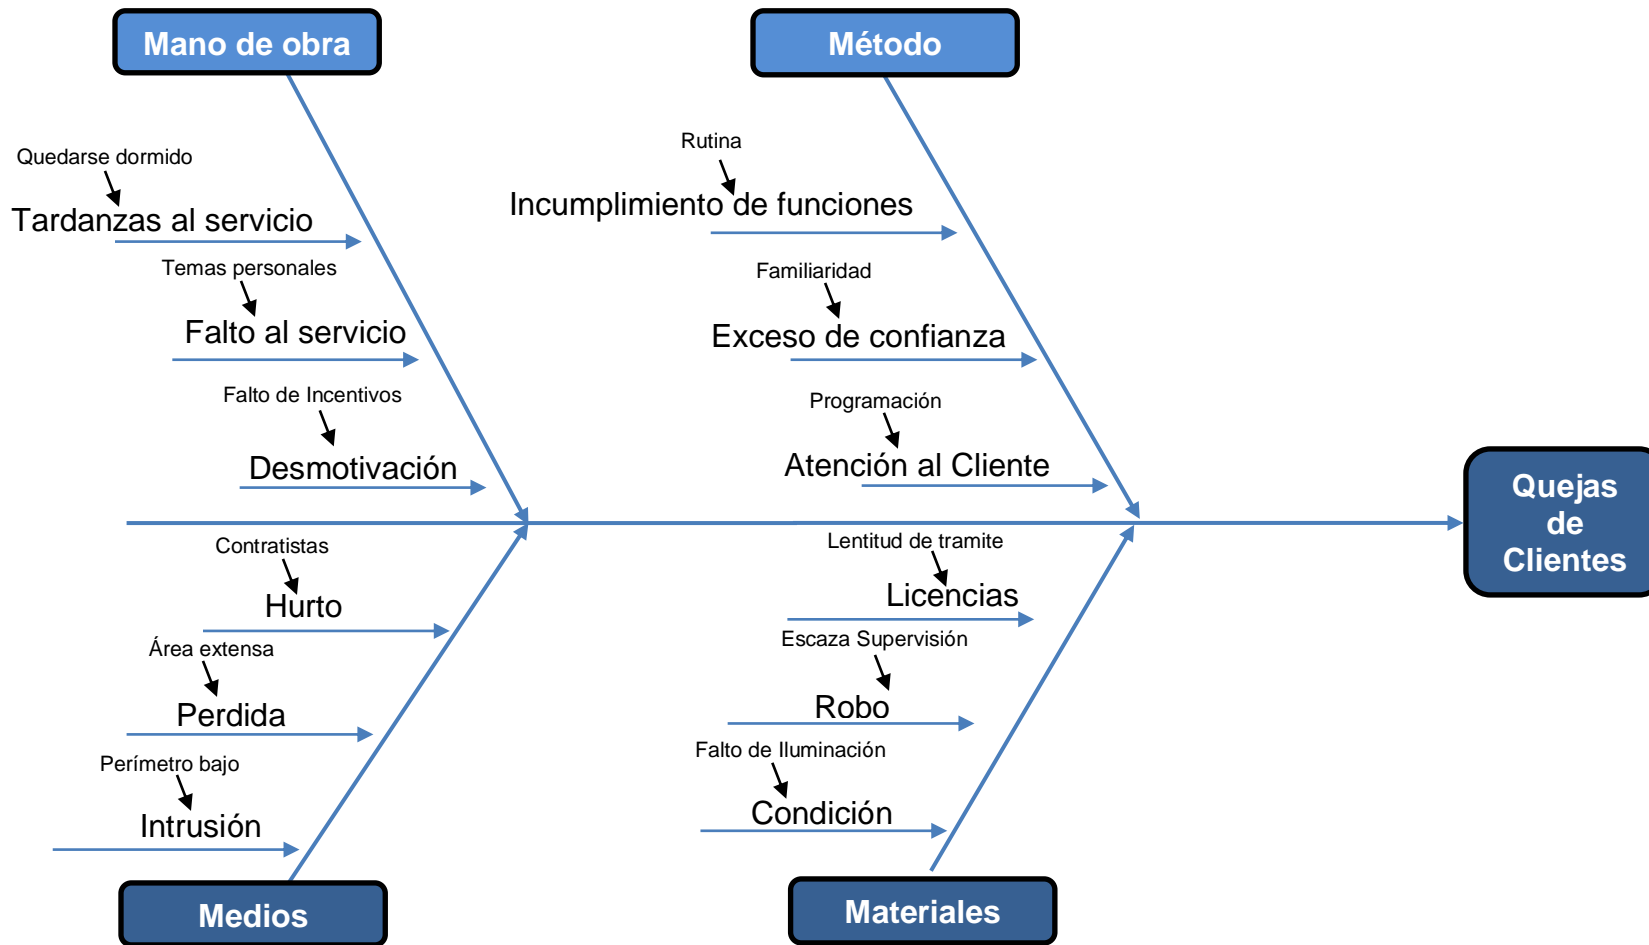 Mano de obra
Método
Quedarse dormido
Tardanzas al servicio
Temas personales
Falto al servicio
Falto de Incentivos
Desmotivación
Rutina
Incumplimiento de funciones
Familiaridad
Exceso de confianza
Programación
Atención al Cliente
Quejas
de
Clientes
Contratistas
Hurto
Área extensa
Perdida
Perímetro bajo
Intrusión
Lentitud de tramite
Licencias
Escaza Supervisión
Robo
Falto de Iluminación
Condición
Medios
Materiales